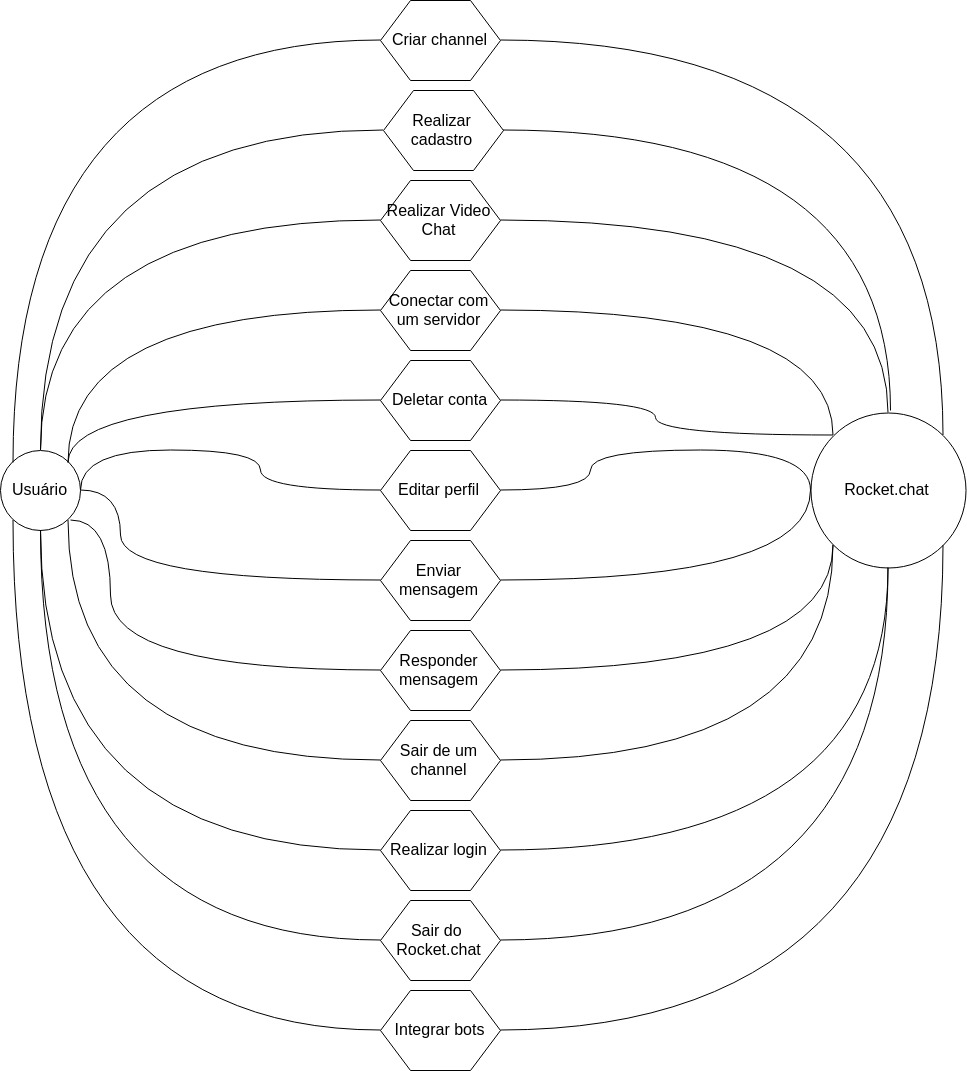 Criar channel
Realizar
cadastro
Realizar Video
Chat
Conectar com
um servidor
Deletar conta
Usuário
Editar perfil
Rocket.chat
Enviar
mensagem
Responder
mensagem
Sair de um
channel
Realizar login
Sair do
Rocket.chat
Integrar bots